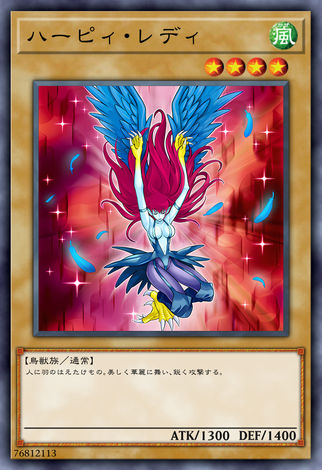 ハーピィ・レディ
風
【鳥獣族／通常】
人に羽のはえたけもの。美しく華麗に舞い、鋭く攻撃する。
ATK/1300 DEF/1400
76812113